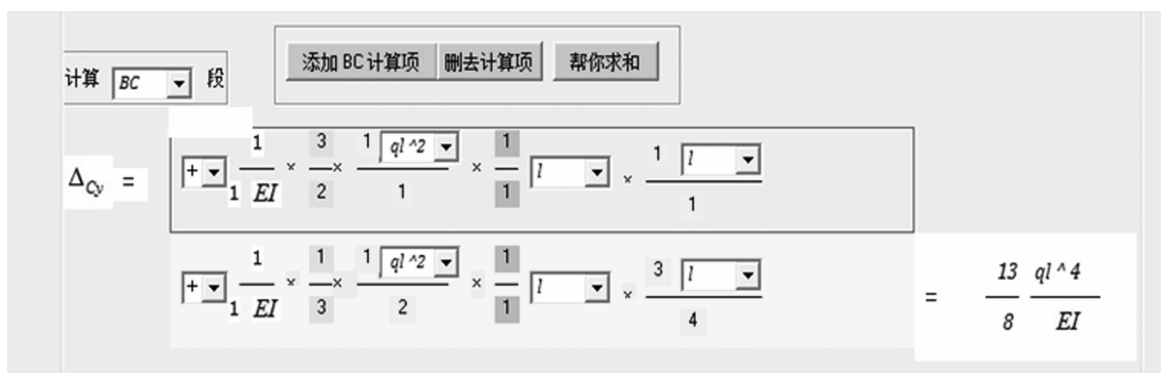 添加 BC 计算项 删去计算项 帮你求和
计算 BC 段
Δ_Cy = + 1/(1 EI) × 3/2 × (1 ql^2)/1 × 1/1 l × (1 l)/1
+ 1/(1 EI) × 1/3 × (1 ql^2)/2 × 1/1 l × (3 l)/4 = 13/8 ql^4/EI